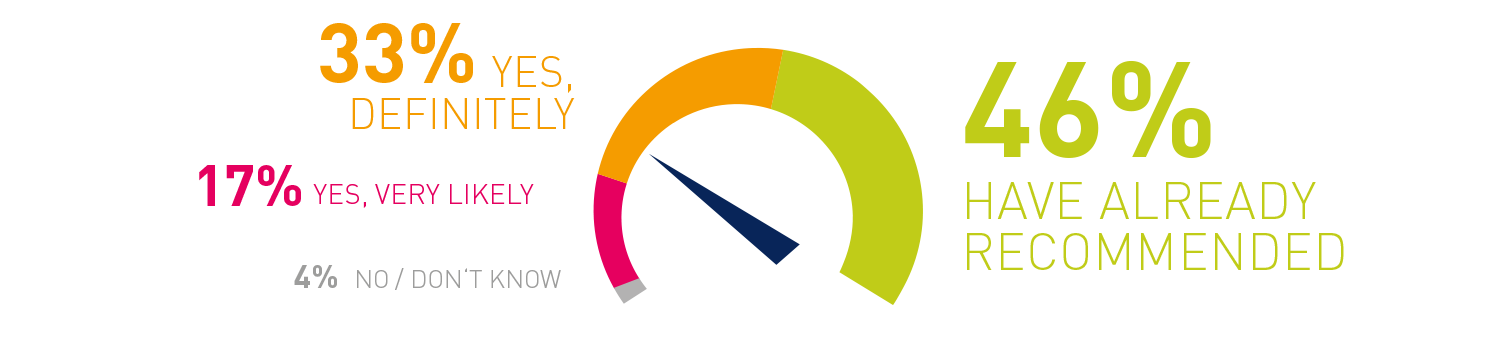 33% YES,
DEFINITELY
17% YES, VERY LIKELY
4% NO / DON‘T KNOW
46%
HAVE ALREADY
RECOMMENDED